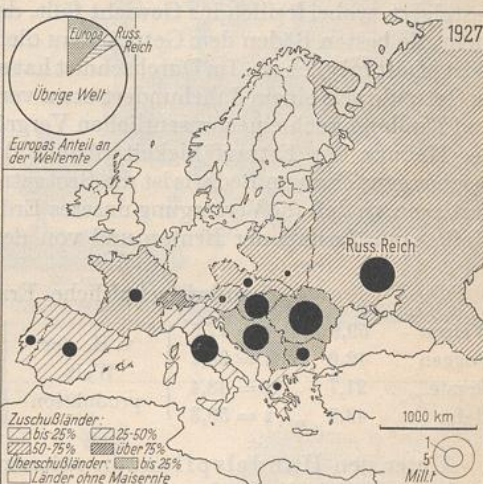 1927
Europa
Russ.
Reich
Übrige Welt
Europas Anteil an
der Welternte
Russ. Reich
Zuschußländer:
bis 25% 25-50%
50-75% über 75%
Überschußländer: bis 25%
Länder ohne Maisernte
1000 km
1
5
Mill.t